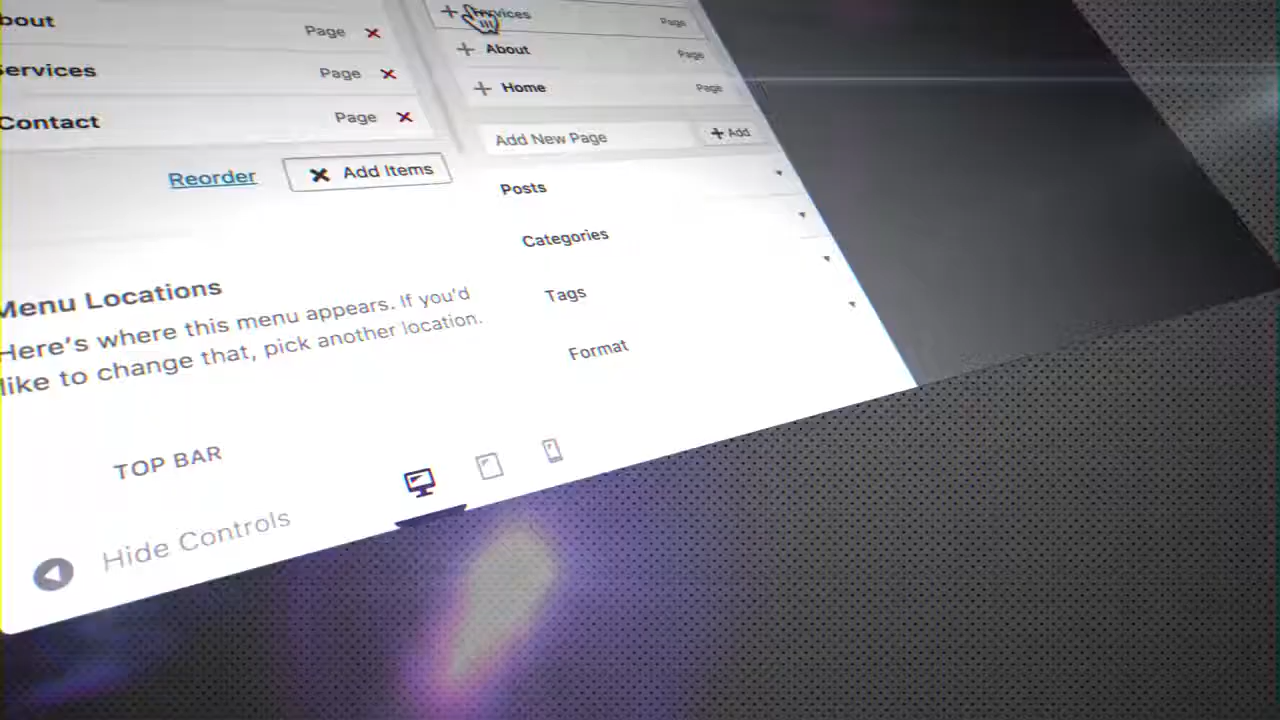 bout
Page
ervices
Page
Contact
Page
Reorder
Add Items
Menu Locations
Here's where this menu appears. If you'd
like to change that, pick another location.
TOP BAR
Hide Controls
Services
Page
About
Page
Home
Page
Add New Page
Add
Posts
Categories
Tags
Format